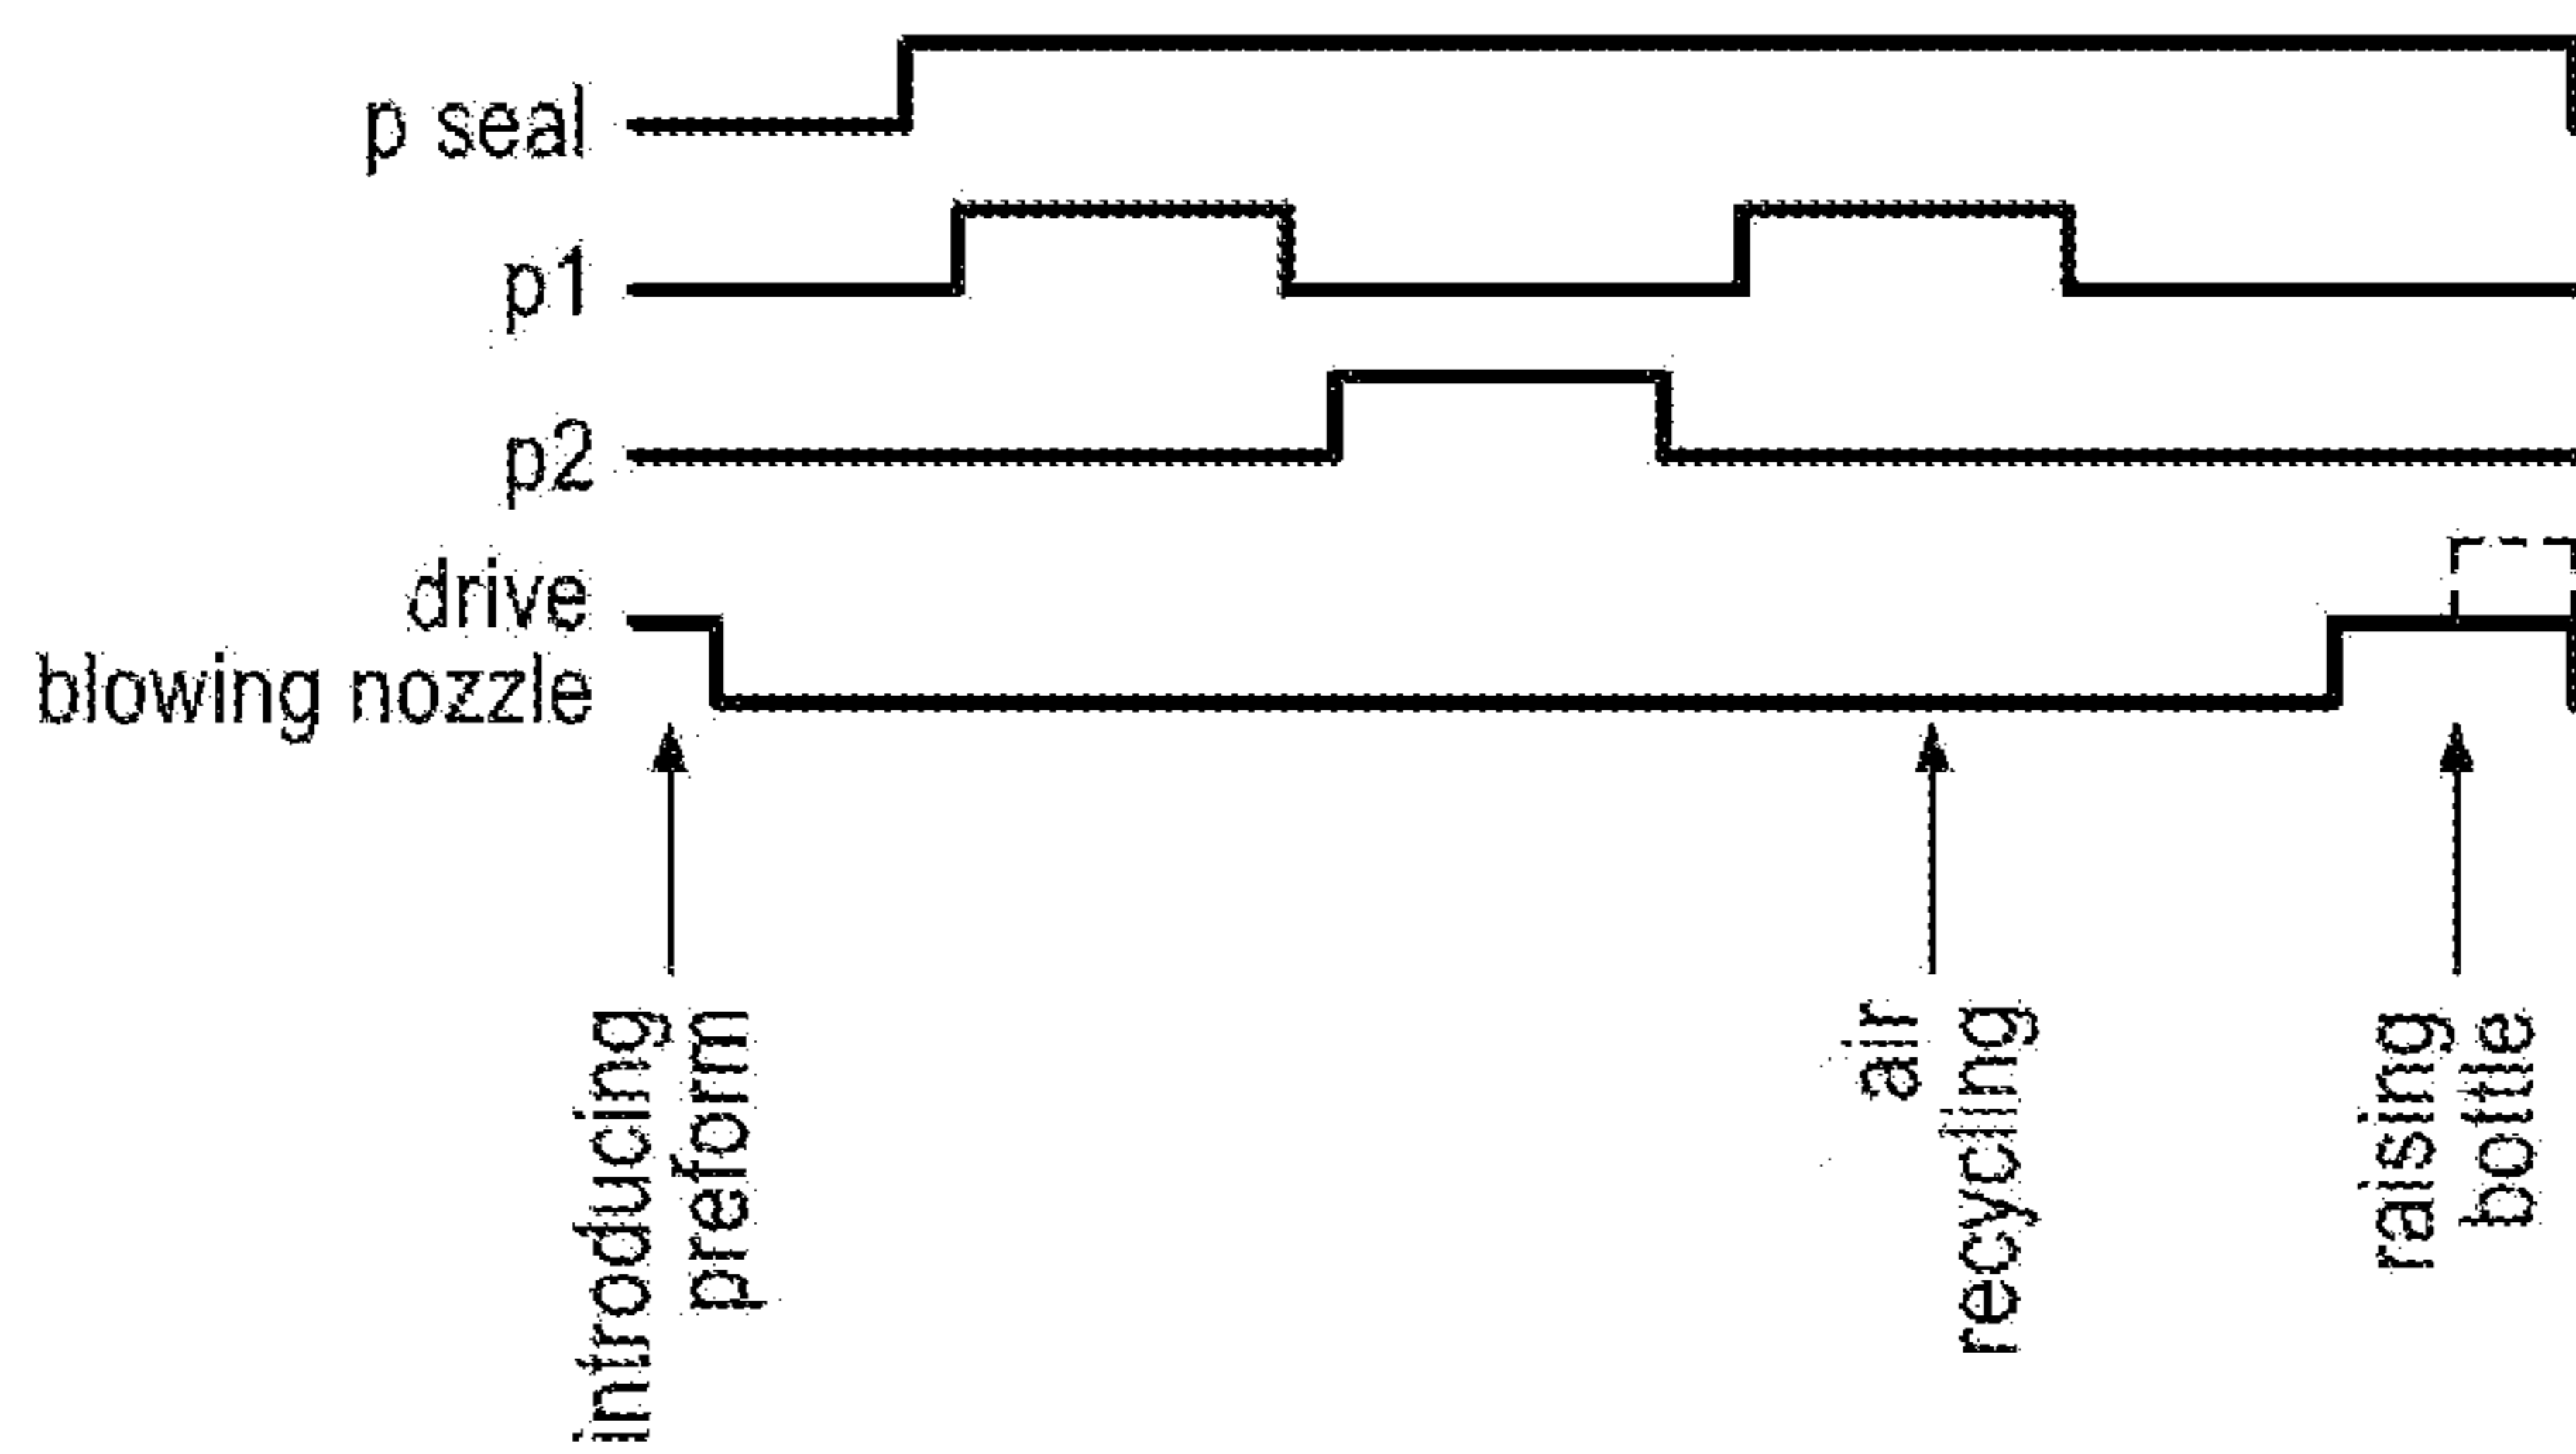 p seal
p1
p2
drive
blowing nozzle
introducing
preform
air
recycling
raising
bottle